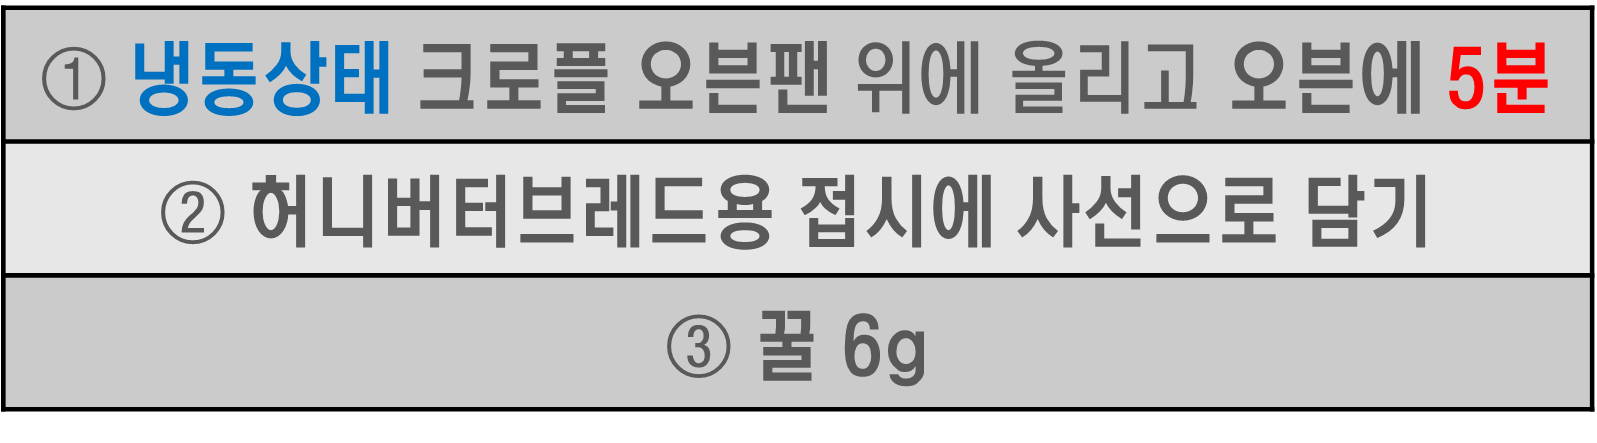 ① 냉동상태 크로플 오븐팬 위에 올리고 오븐에 5분
② 허니버터브레드용 접시에 사선으로 담기
③ 꿀 6g